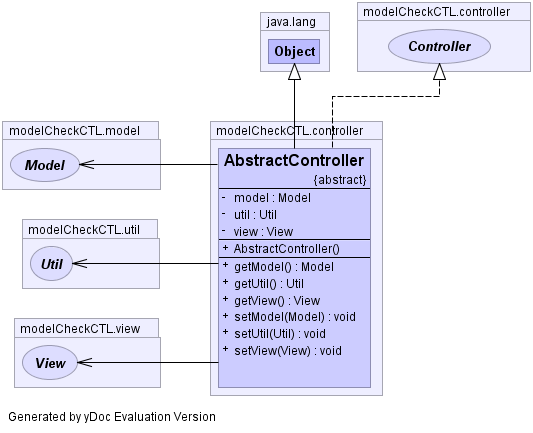 java.lang
Object
modelCheckCTL.controller
Controller
modelCheckCTL.model
Model
modelCheckCTL.util
Util
modelCheckCTL.view
View
modelCheckCTL.controller
AbstractController
{abstract}
- model : Model
- util : Util
- view : View
+ AbstractController()
+ getModel() : Model
+ getUtil() : Util
+ getView() : View
+ setModel(Model) : void
+ setUtil(Util) : void
+ setView(View) : void
Generated by yDoc Evaluation Version